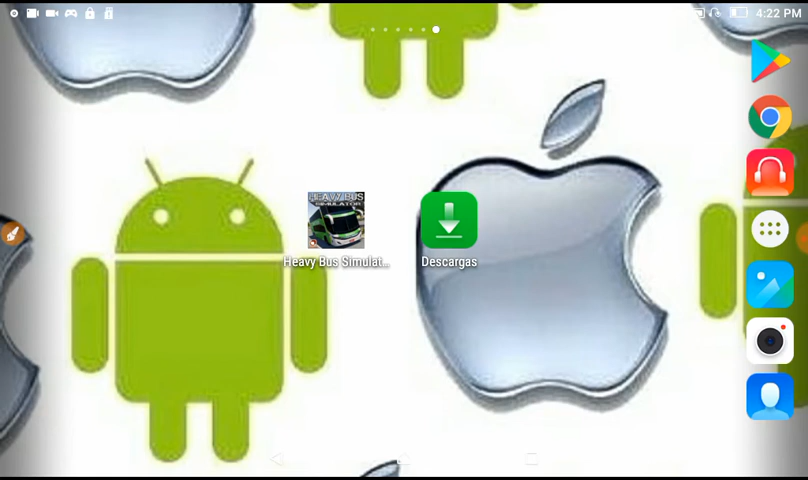 4:22 PM
HEAVY BUS
SIMULATOR
Heavy Bus Simulat...
Descargas